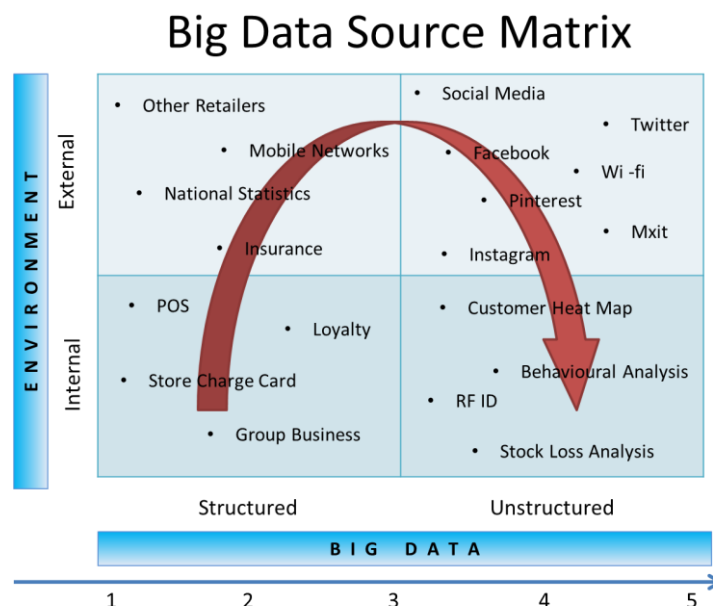 Big Data Source Matrix
ENVIRONMENT
External
Internal
Other Retailers
Mobile Networks
National Statistics
Insurance
Social Media
Twitter
Facebook
Wi -fi
Pinterest
Mxit
Instagram
POS
Loyalty
Store Charge Card
Group Business
Customer Heat Map
Behavioural Analysis
RF ID
Stock Loss Analysis
Structured
Unstructured
BIG DATA
1 2 3 4 5